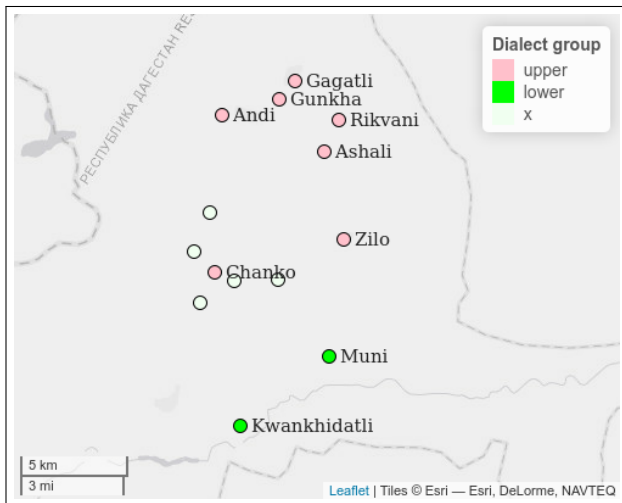 Dialect group
upper
lower
x
РЕСПУБЛИКА ДАГЕСТАН RES
Gagatli
Gunkha
Andi
Rikvani
Ashali
Zilo
Chanko
Muni
Kwankhidatli
5 km
3 mi
Leaflet | Tiles © Esri — Esri, DeLorme, NAVTEQ